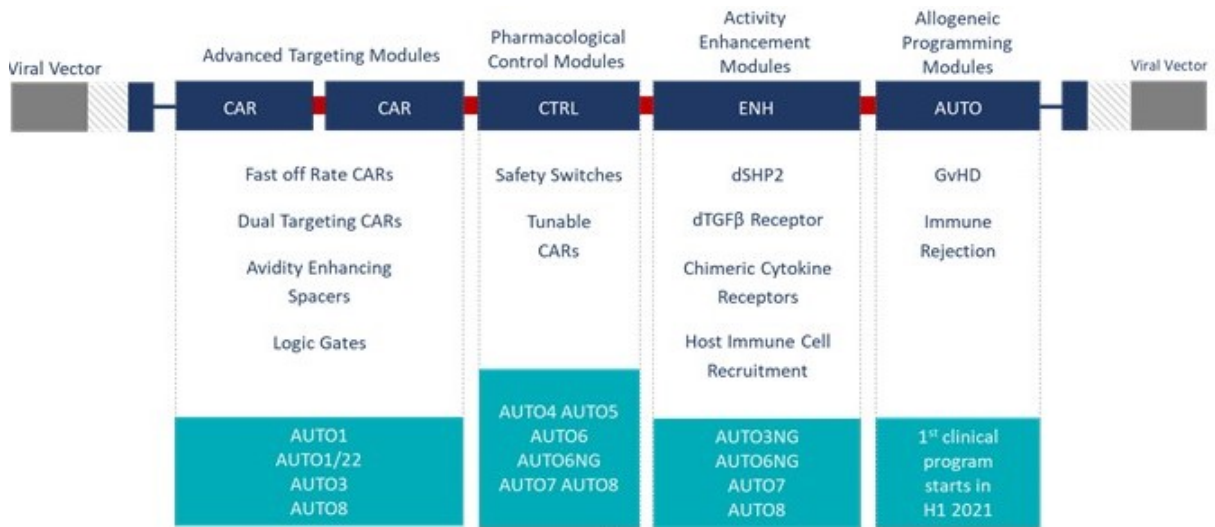 Viral Vector
Advanced Targeting Modules
Pharmacological
Control Modules
Activity
Enhancement
Modules
Allogeneic
Programming
Modules
Viral Vector
CAR
CAR
CTRL
ENH
AUTO
Fast off Rate CARs
Dual Targeting CARs
Avidity Enhancing
Spacers
Logic Gates
AUTO1
AUTO1/22
AUTO3
AUTO8
Safety Switches
Tunable
CARs
AUTO4 AUTO5
AUTO6
AUTO6NG
AUTO7 AUTO8
dSHP2
dTGFβ Receptor
Chimeric Cytokine
Receptors
Host Immune Cell
Recruitment
AUTO3NG
AUTO6NG
AUTO7
AUTO8
GvHD
Immune
Rejection
1st clinical
program
starts in
H1 2021